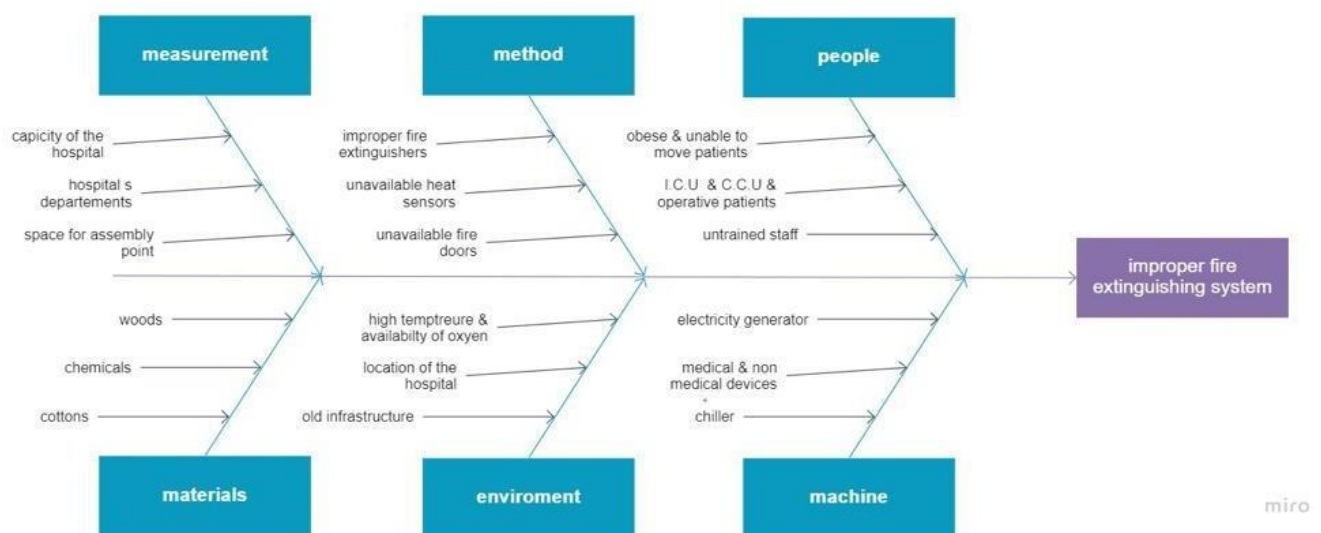 measurement
method
people
capicity of the
hospital
hospital s
departements
space for assembly
point
improper fire
extinguishers
unavailable heat
sensors
unavailable fire
doors
obese & unable to
move patients
I.C.U & C.C.U &
operative patients
untrained staff
improper fire
extinguishing system
woods
chemicals
cottons
high temptreure &
availabilty of oxyen
location of the
hospital
old infrastructure
electricity generator
medical & non
medical devices
chiller
materials
enviroment
machine
miro